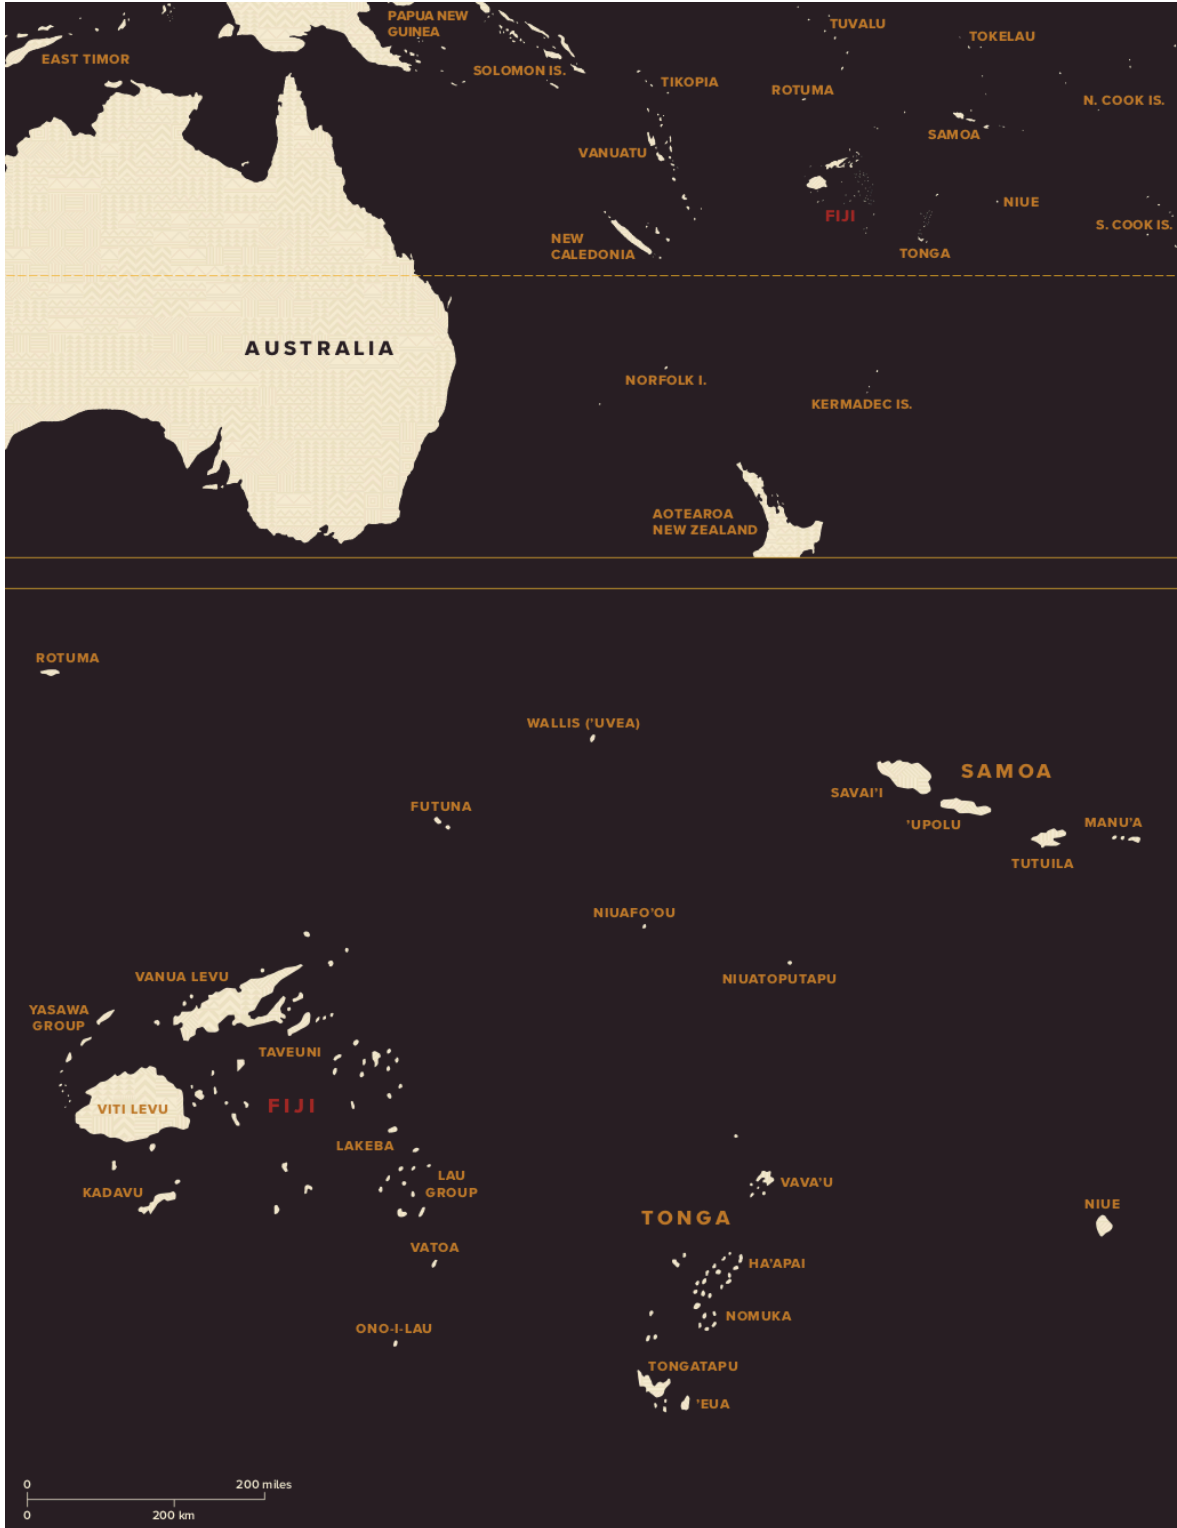 PAPUA NEW
GUINEA
TUVALU
TOKELAU
EAST TIMOR
SOLOMON IS.
TIKOPIA
ROTUMA
N. COOK IS.
SAMOA
VANUATU
NIUE
FIJI
S. COOK IS.
NEW
CALEDONIA
TONGA
AUSTRALIA
NORFOLK I.
KERMADEC IS.
AOTEAROA
NEW ZEALAND
ROTUMA
WALLIS ('UVEA)
SAMOA
SAVAI'I
FUTUNA
'UPOLU
MANU'A
TUTUILA
NIUAFO'OU
VANUA LEVU
NIUATOPUTAPU
YASAWA
GROUP
TAVEUNI
FIJI
VITI LEVU
LAKEBA
LAU
GROUP
VAVA'U
KADAVU
NIUE
TONGA
VATOA
HA'APAI
NOMUKA
ONO-I-LAU
TONGATAPU
'EUA
0 200 miles
0 200 km